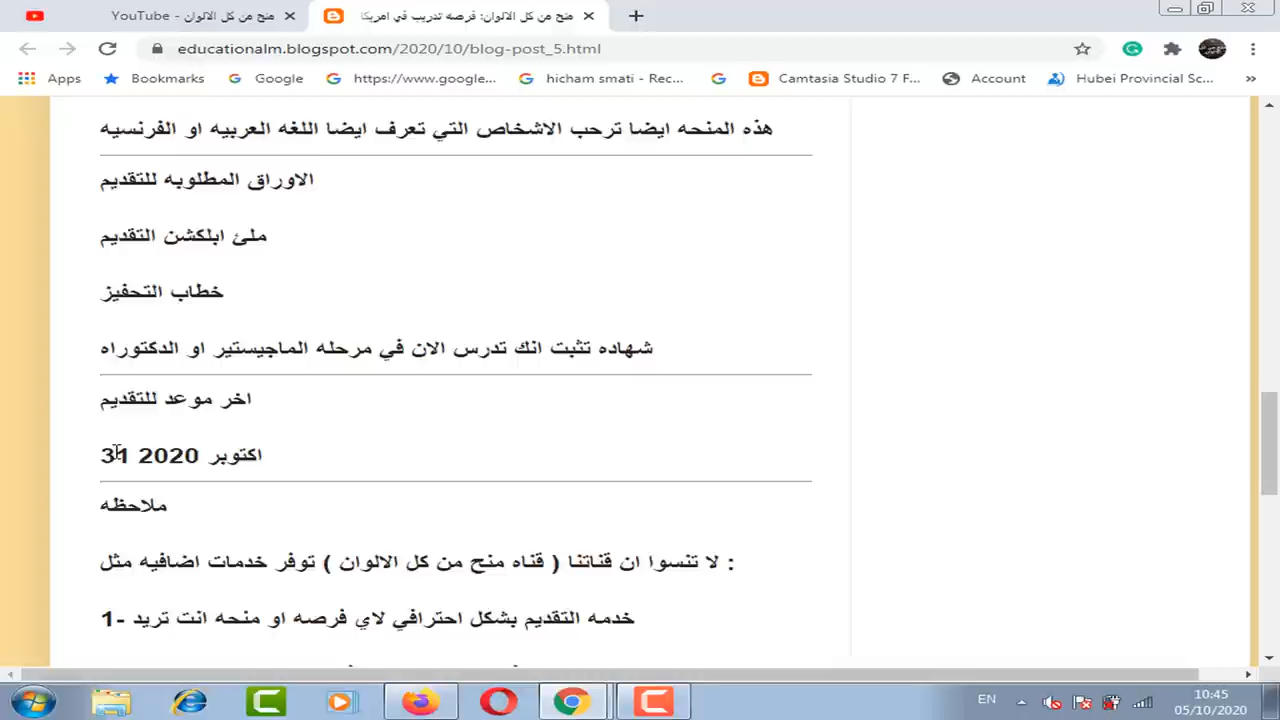 منح من كل الالوان - YouTube
منح من كل الالوان: فرصه تدريب في امريكا
educationalm.blogspot.com/2020/10/blog-post_5.html
Apps
Bookmarks
Google
https://www.google...
hicham smati - Rec...
Camtasia Studio 7 F...
Account
Hubei Provincial Sc...
»
هذه المنحه ايضا ترحب الاشخاص التي تعرف ايضا اللغه العربيه او الفرنسيه
الاوراق المطلوبه للتقديم
ملئ ابلكشن التقديم
خطاب التحفيز
شهاده تثبت انك تدرس الان في مرحله الماجيستير او الدكتوراه
اخر موعد للتقديم
31 اكتوبر 2020
ملاحظه
: لا تنسوا ان قناتنا ( قناه منح من كل الالوان ) توفر خدمات اضافيه مثل
1- خدمه التقديم بشكل احترافي لاي فرصه او منحه انت تريد
EN
10:45
05/10/2020